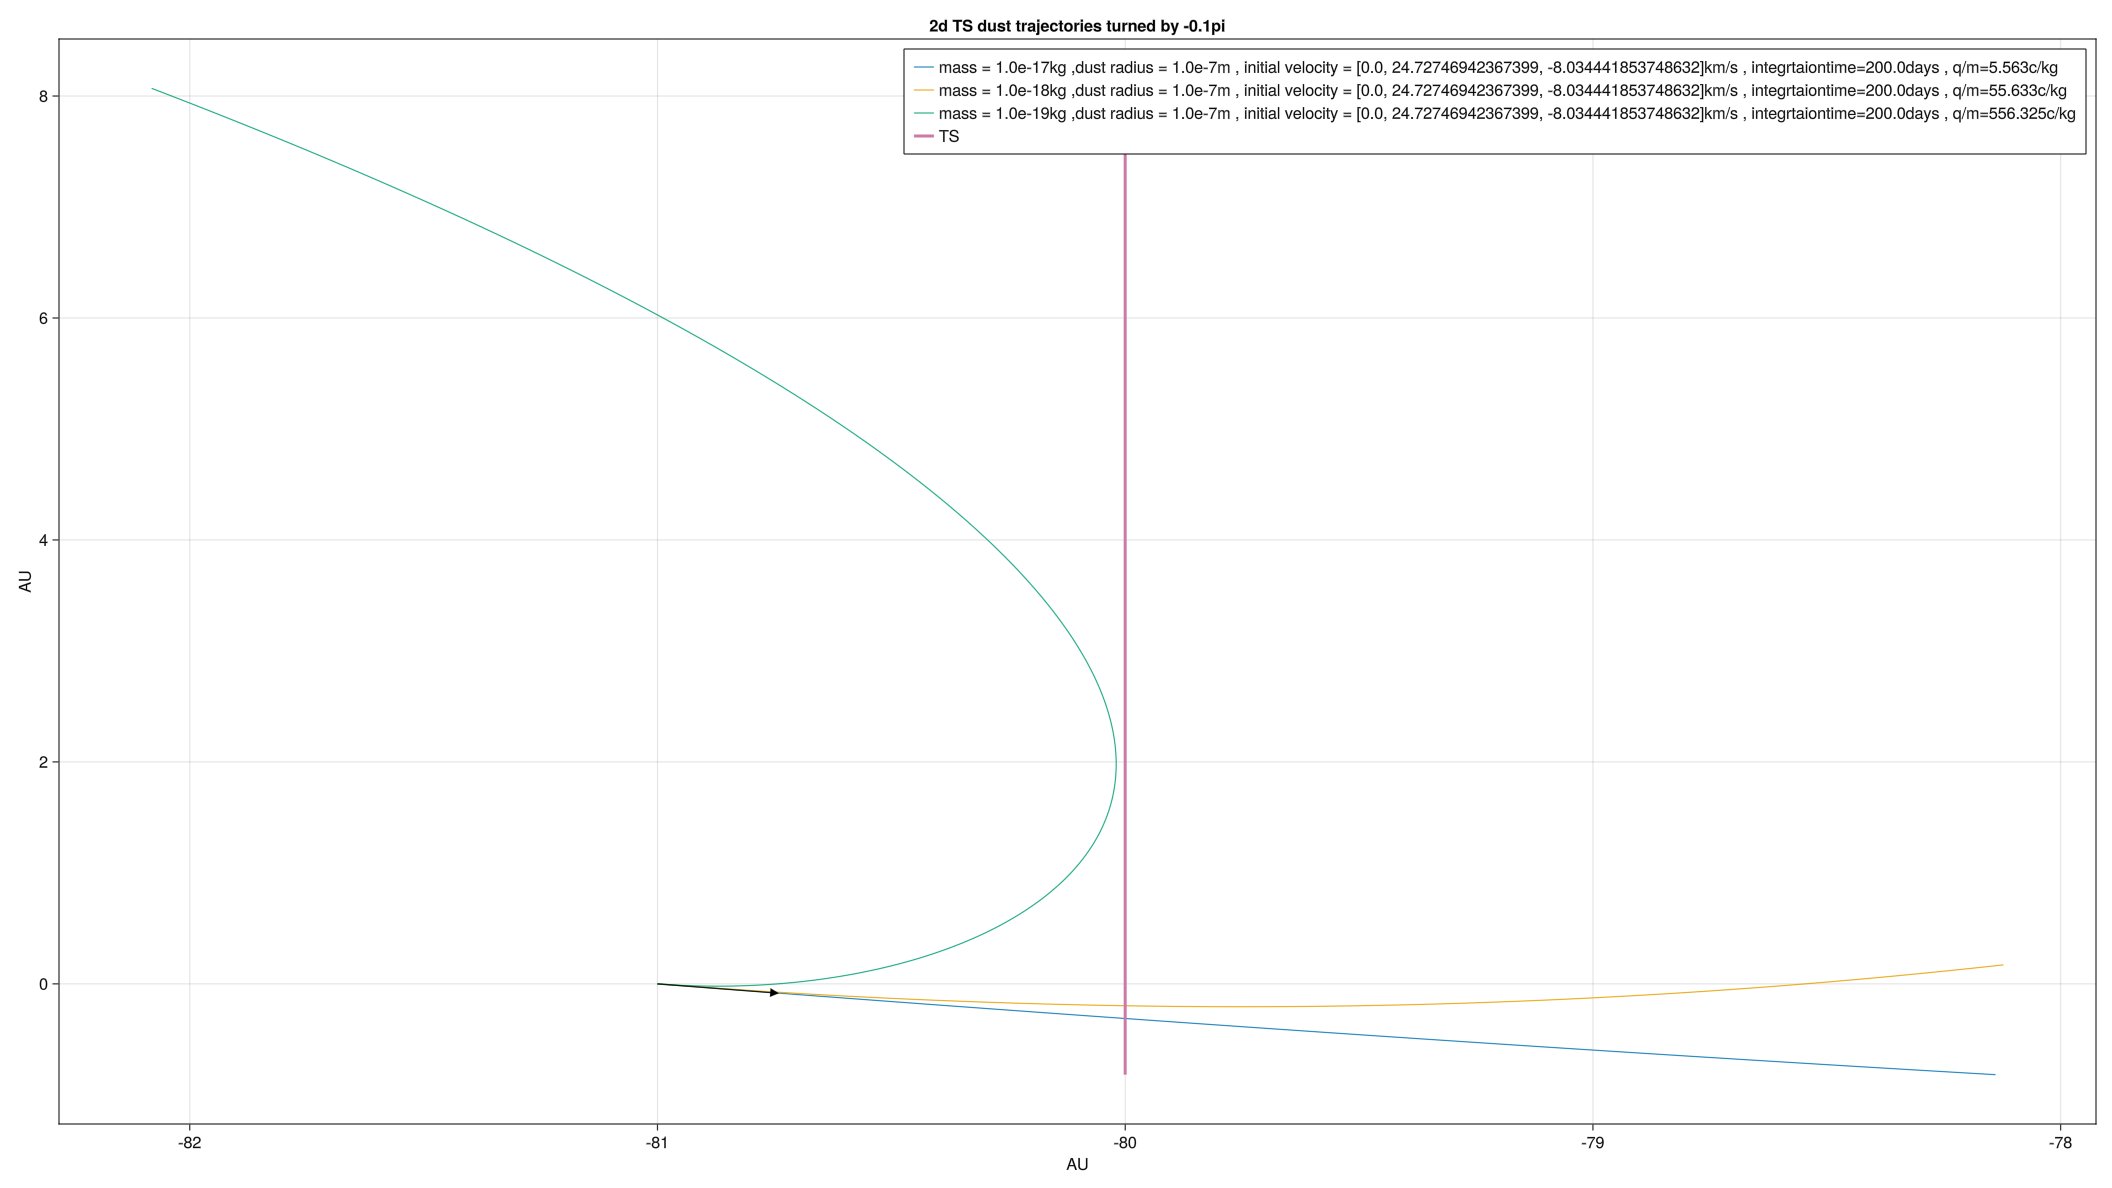 2d TS dust trajectories turned by -0.1pi
mass = 1.0e-17kg ,dust radius = 1.0e-7m , initial velocity = [0.0, 24.72746942367399, -8.034441853748632]km/s , integrtaiontime=200.0days , q/m=5.563c/kg
mass = 1.0e-18kg ,dust radius = 1.0e-7m , initial velocity = [0.0, 24.72746942367399, -8.034441853748632]km/s , integrtaiontime=200.0days , q/m=55.633c/kg
mass = 1.0e-19kg ,dust radius = 1.0e-7m , initial velocity = [0.0, 24.72746942367399, -8.034441853748632]km/s , integrtaiontime=200.0days , q/m=556.325c/kg
TS
8
6
4
2
0
AU
-82 -81 -80 -79 -78
AU